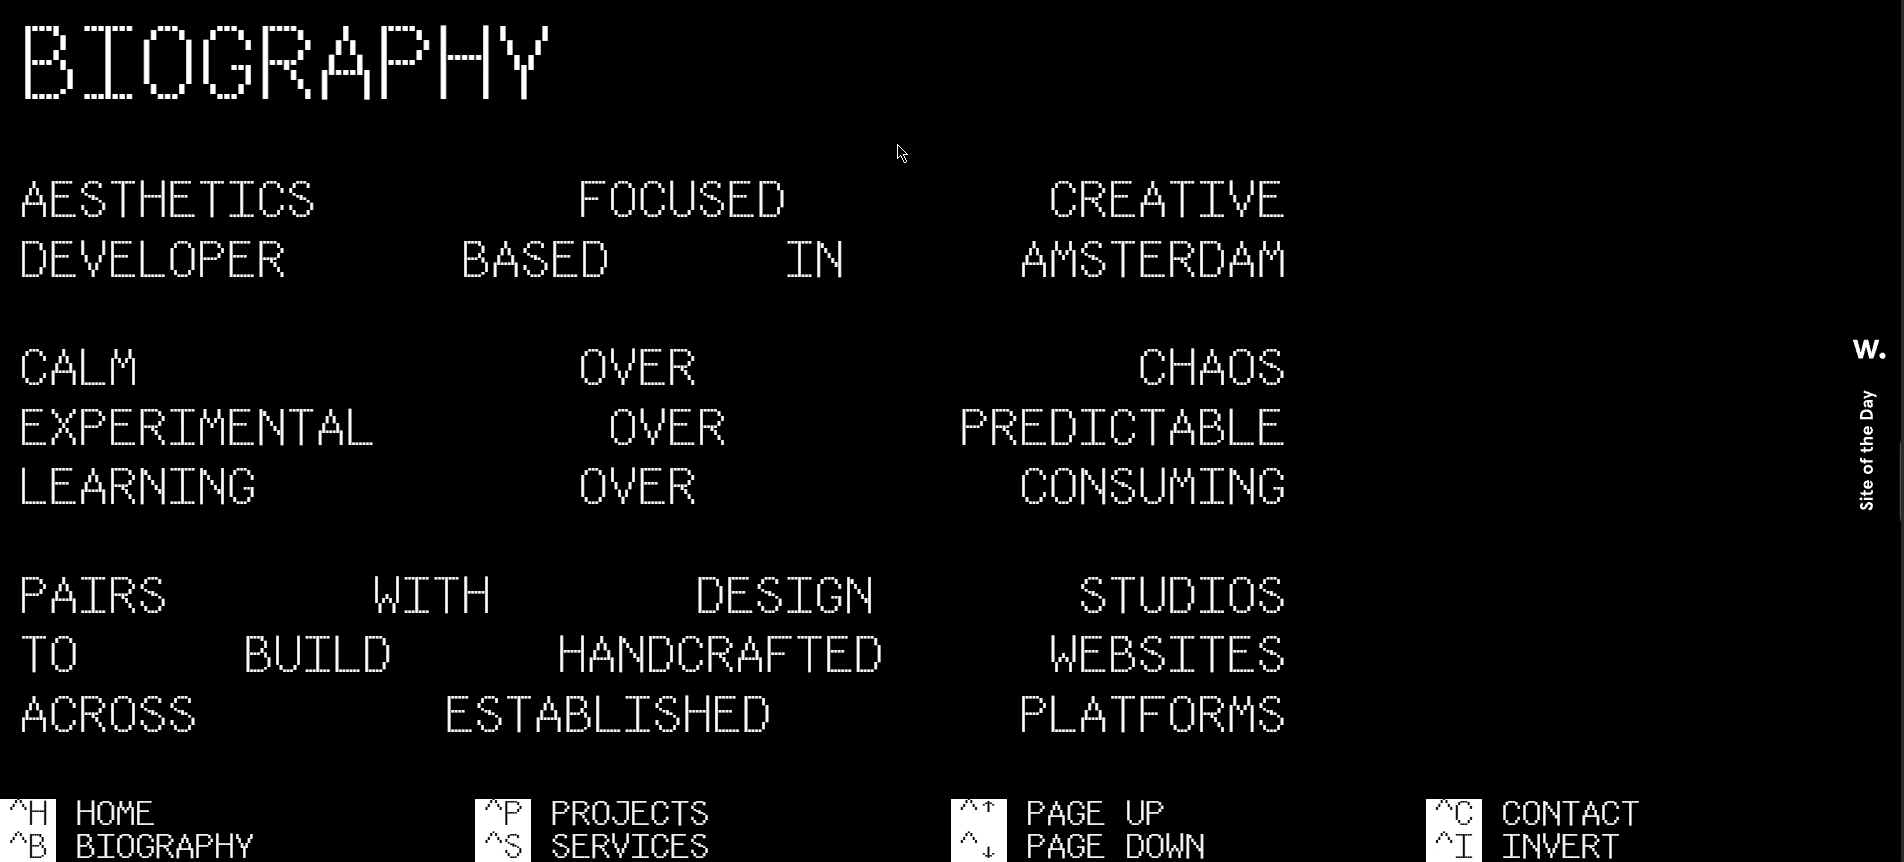 BIOGRAPHY
AESTHETICS FOCUSED CREATIVE
DEVELOPER BASED IN AMSTERDAM
CALM OVER CHAOS
EXPERIMENTAL OVER PREDICTABLE
LEARNING OVER CONSUMING
PAIRS WITH DESIGN STUDIOS
TO BUILD HANDCRAFTED WEBSITES
ACROSS ESTABLISHED PLATFORMS
W.
Site of the Day
^H HOME ^P PROJECTS ^↑ PAGE UP ^C CONTACT
^B BIOGRAPHY ^S SERVICES ^↓ PAGE DOWN ^I INVERT